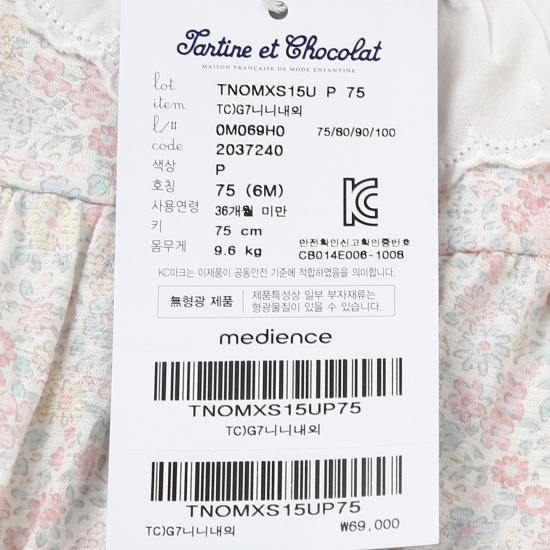 Tartine et Chocolat
MAISON FRANÇAISE DE MODE ENFANTINE
lot TNOMXS15U P 75
item TC)G7니니내의
l/# 0M069H0 75/80/90/100
code 2037240
색상 P
호칭 75 (6M)
사용연령 36개월 미만
키 75 cm
몸무게 9.6 kg
KC
안전확인신고확인증번호
CB014E006-1008
KC마크는 이제품이 공통안전 기준에 적합하였음을 의미합니다.
無형광 제품
제품특성상 일부 부자재류는
형광물질이 있을 수 있습니다.
medience
TNOMXS15UP75
TC)G7니니내의
TNOMXS15UP75
TC)G7니니내의 ₩69,000